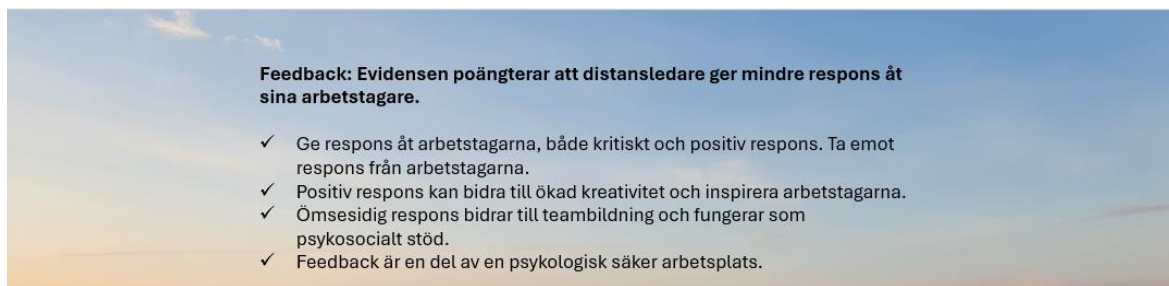 Feedback: Evidensen poängterar att distansledare ger mindre respons åt
sina arbetstagare.
✓ Ge respons åt arbetstagarna, både kritiskt och positiv respons. Ta emot
respons från arbetstagarna.
✓ Positiv respons kan bidra till ökad kreativitet och inspirera arbetstagarna.
✓ Ömsesidig respons bidrar till teambildning och fungerar som
psykosocialt stöd.
✓ Feedback är en del av en psykologisk säker arbetsplats.